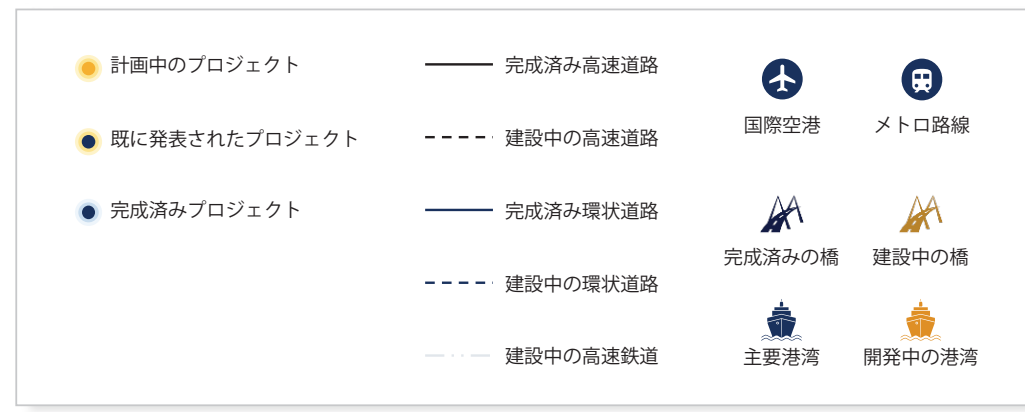 計画中のプロジェクト
既に発表されたプロジェクト
完成済みプロジェクト
完成済み高速道路
建設中の高速道路
完成済み環状道路
建設中の環状道路
建設中の高速鉄道
国際空港
メトロ路線
完成済みの橋
建設中の橋
主要港湾
開発中の港湾